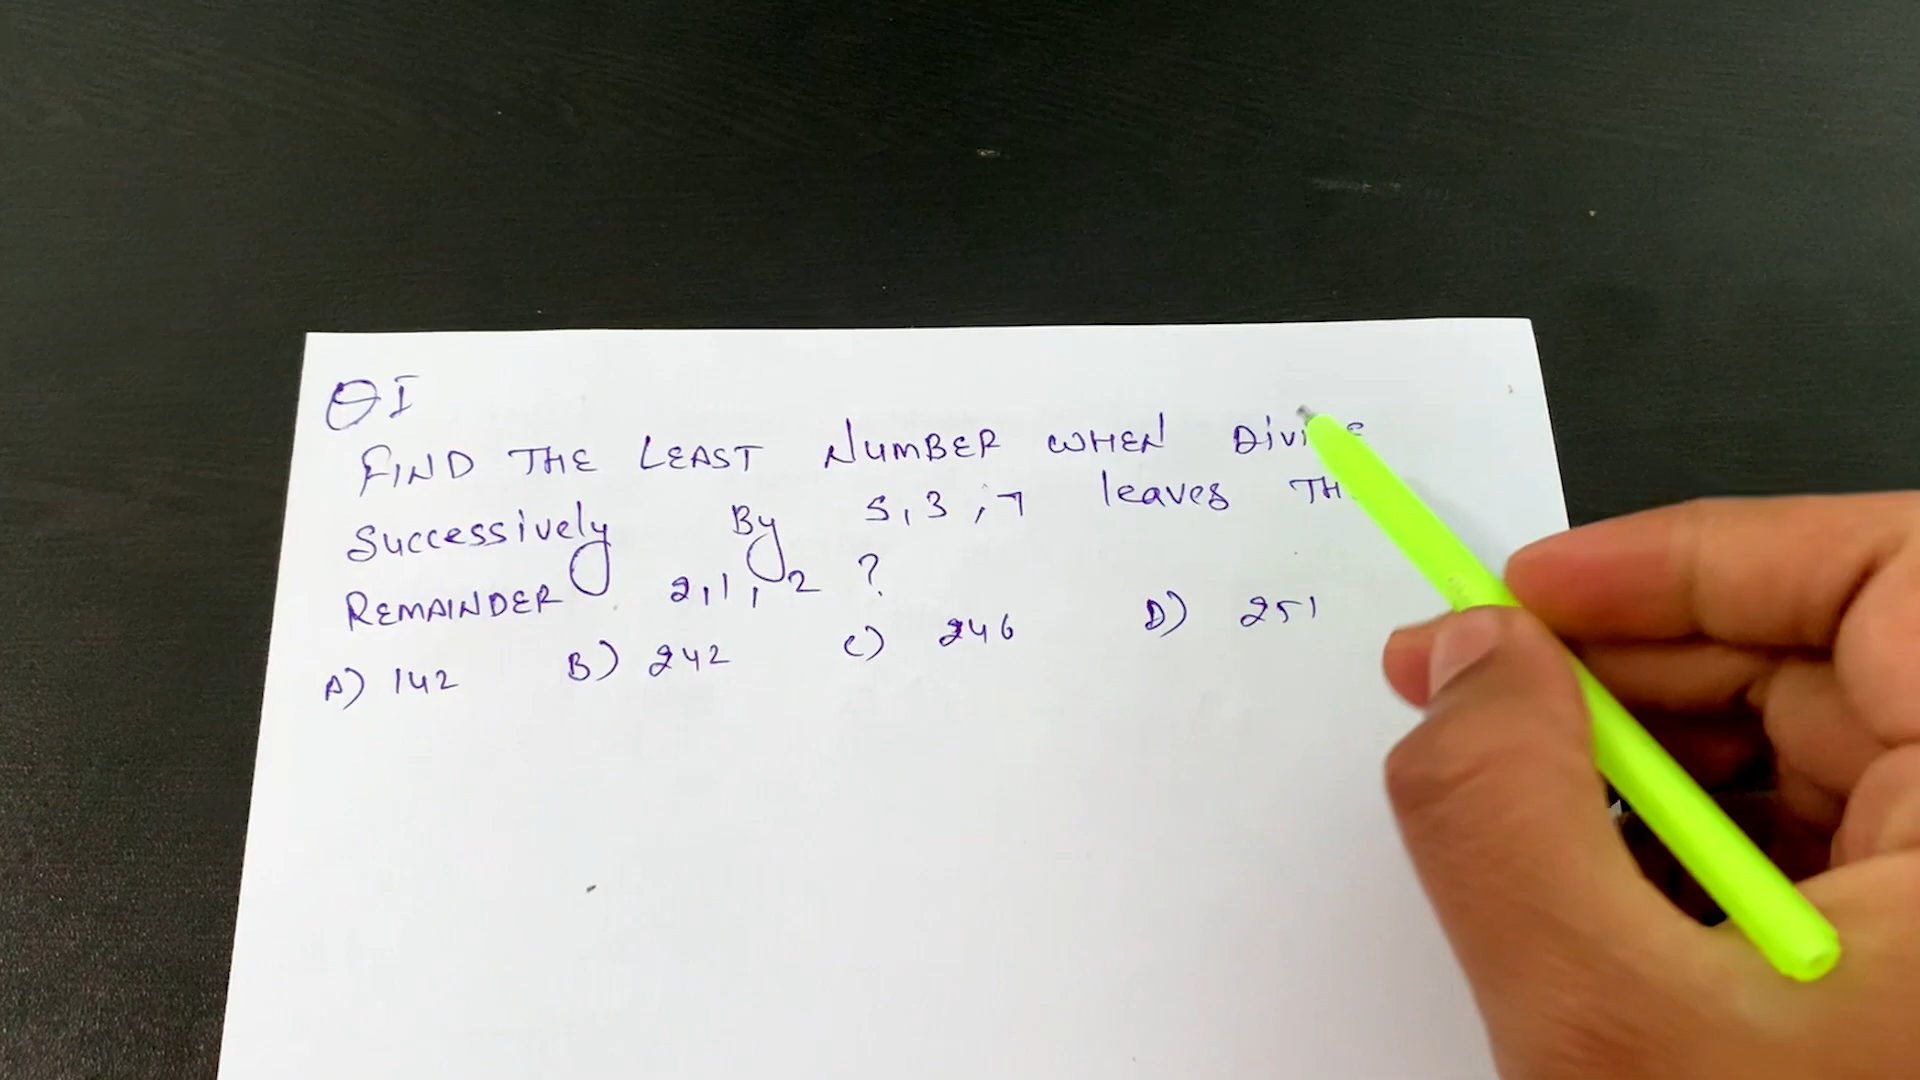 Q1
FIND THE LEAST NUMBER WHEN
Successively By 5,3,7 leaves
REMAINDER 2,1,2 ?
A) 142 B) 242 C) 246 D) 251